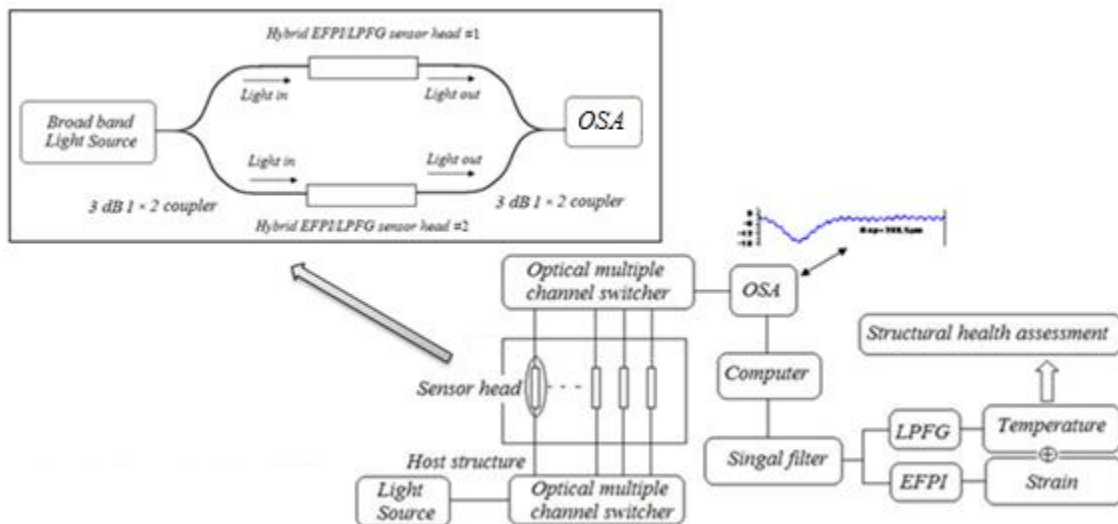 Hybrid EFPI/LPFG sensor head #1
Light in
Light out
Broad band
Light Source
OSA
Light in
Light out
3 dB 1 × 2 coupler
3 dB 1 × 2 coupler
Hybrid EFPI/LPFG sensor head #2
Optical multiple
channel switcher
OSA
Structural health assessment
Sensor head
Computer
LPFG
Temperature
Singal filter
Host structure
EFPI
Strain
Light
Source
Optical multiple
channel switcher